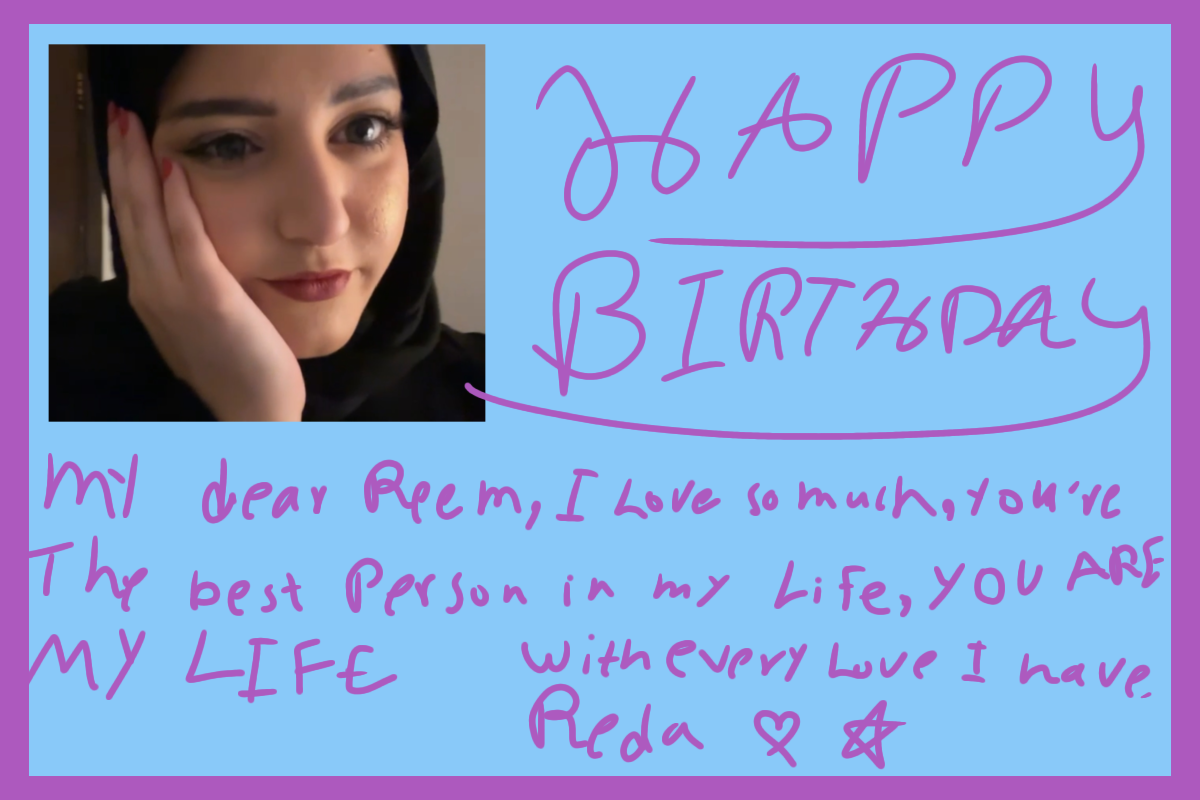 HAPPY
BIRTHDAY
My dear Reem, I Love so much, you're
The best Person in my Life, YOU ARE
MY LIFE
with every Love I have
Reda